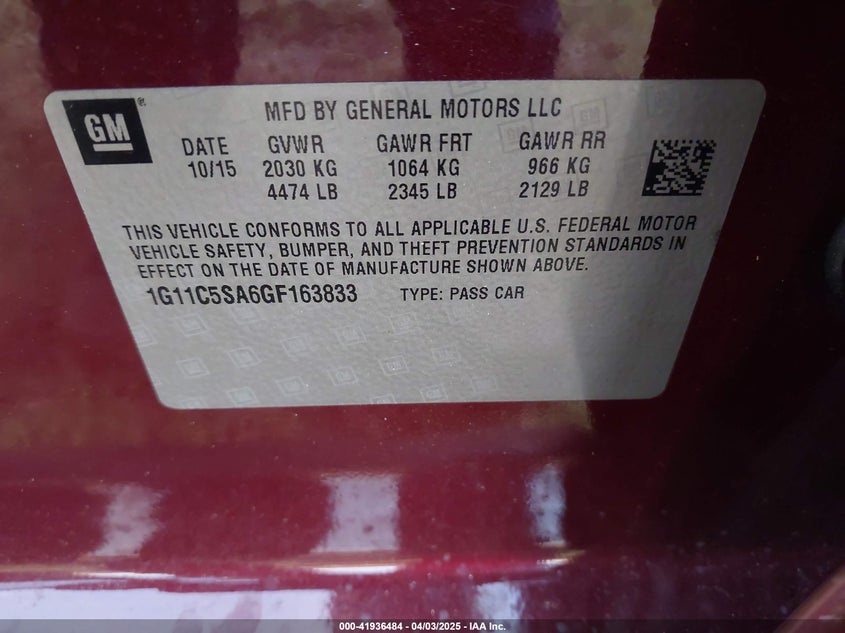 GM
MFD BY GENERAL MOTORS LLC
DATE GVWR GAWR FRT GAWR RR
10/15 2030 KG 1064 KG 966 KG
4474 LB 2345 LB 2129 LB
THIS VEHICLE CONFORMS TO ALL APPLICABLE U.S. FEDERAL MOTOR
VEHICLE SAFETY, BUMPER, AND THEFT PREVENTION STANDARDS IN
EFFECT ON THE DATE OF MANUFACTURE SHOWN ABOVE.
1G11C5SA6GF163833 TYPE: PASS CAR
000-41936484 - 04/03/2025 - IAA Inc.